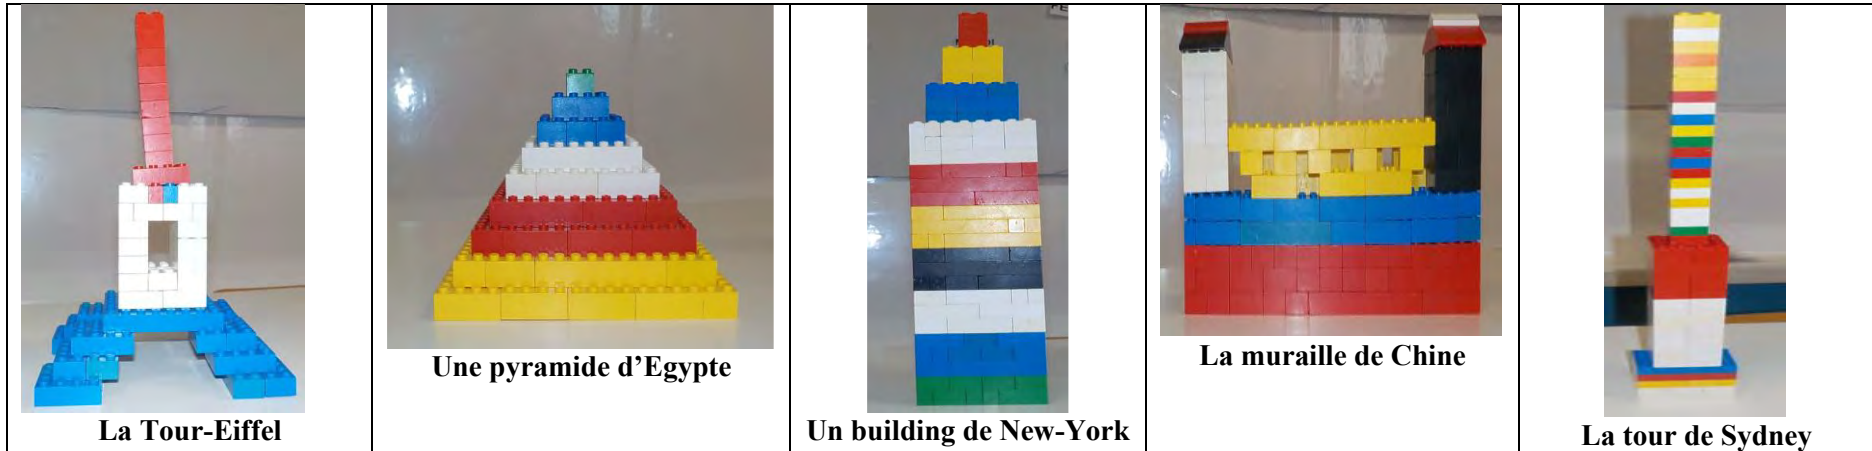 La Tour-Eiffel
Une pyramide d'Egypte
Un building de New-York
La muraille de Chine
La tour de Sydney